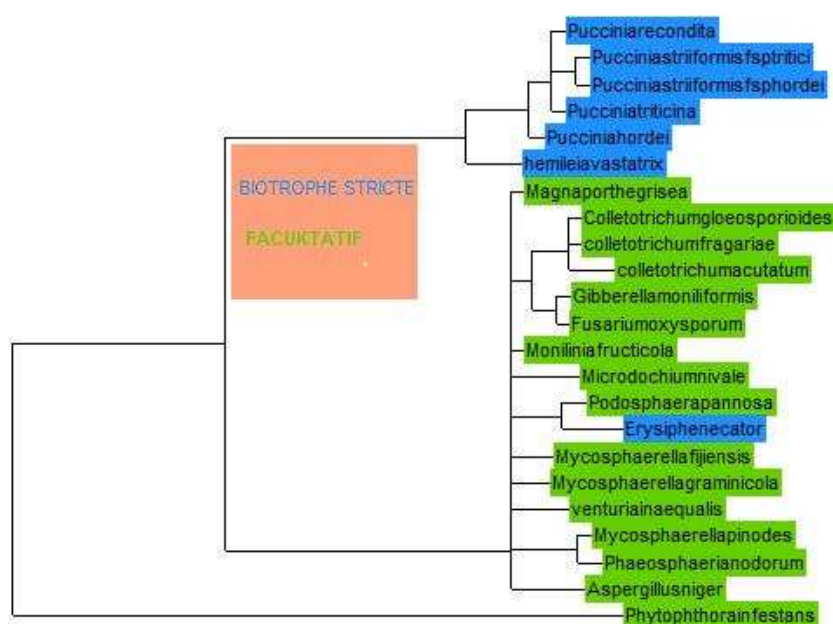 Pucciniarecondita
Pucciniastriiformisfsptritici
Pucciniastriiformisfsphordei
Pucciniatriticina
Pucciniahordei
hemileiavastatrix
BIOTROPHE STRICTE
FACUKTATIF
Magnaporthegrisea
Colletotrichumgloeosporioides
colletotrichumfragariae
colletotrichumacutatum
Gibberellamoniliformis
Fusariumoxysporum
Moniliniafructicola
Microdochiumnivale
Podosphaerapannosa
Erysiphenecator
Mycosphaerellafijiensis
Mycosphaerellagraminicola
venturiainaequalis
Mycosphaerellapinodes
Phaeosphaerianodorum
Aspergillusniger
Phytophthorainfestans